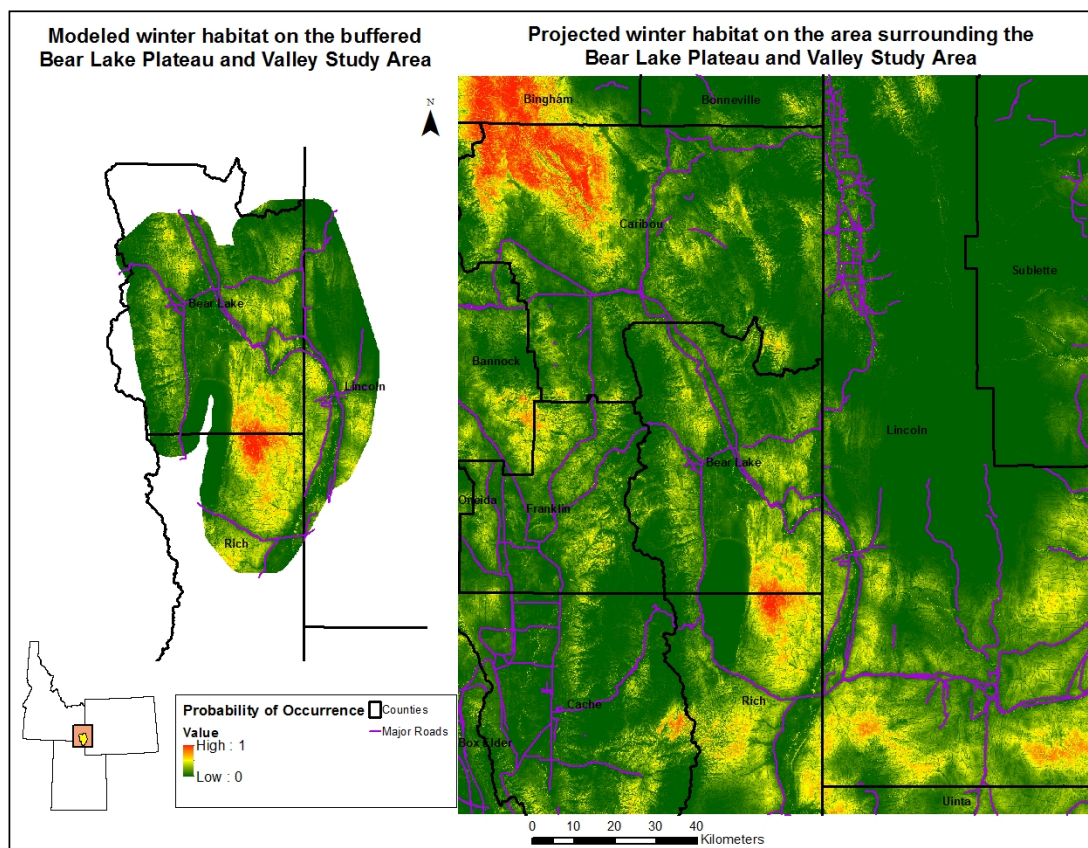 Modeled winter habitat on the buffered
Bear Lake Plateau and Valley Study Area
N
Bear Lake
Lincoln
Rich
Probability of Occurrence
Value
High : 1
Low : 0
Counties
Major Roads
Projected winter habitat on the area surrounding the
Bear Lake Plateau and Valley Study Area
Bingham
Bonneville
Caribou
Sublette
Bannock
Lincoln
Bear Lake
Oneida
Franklin
Rich
Cache
Box Elder
Uinta
0 5 10 20 30 40
Kilometers